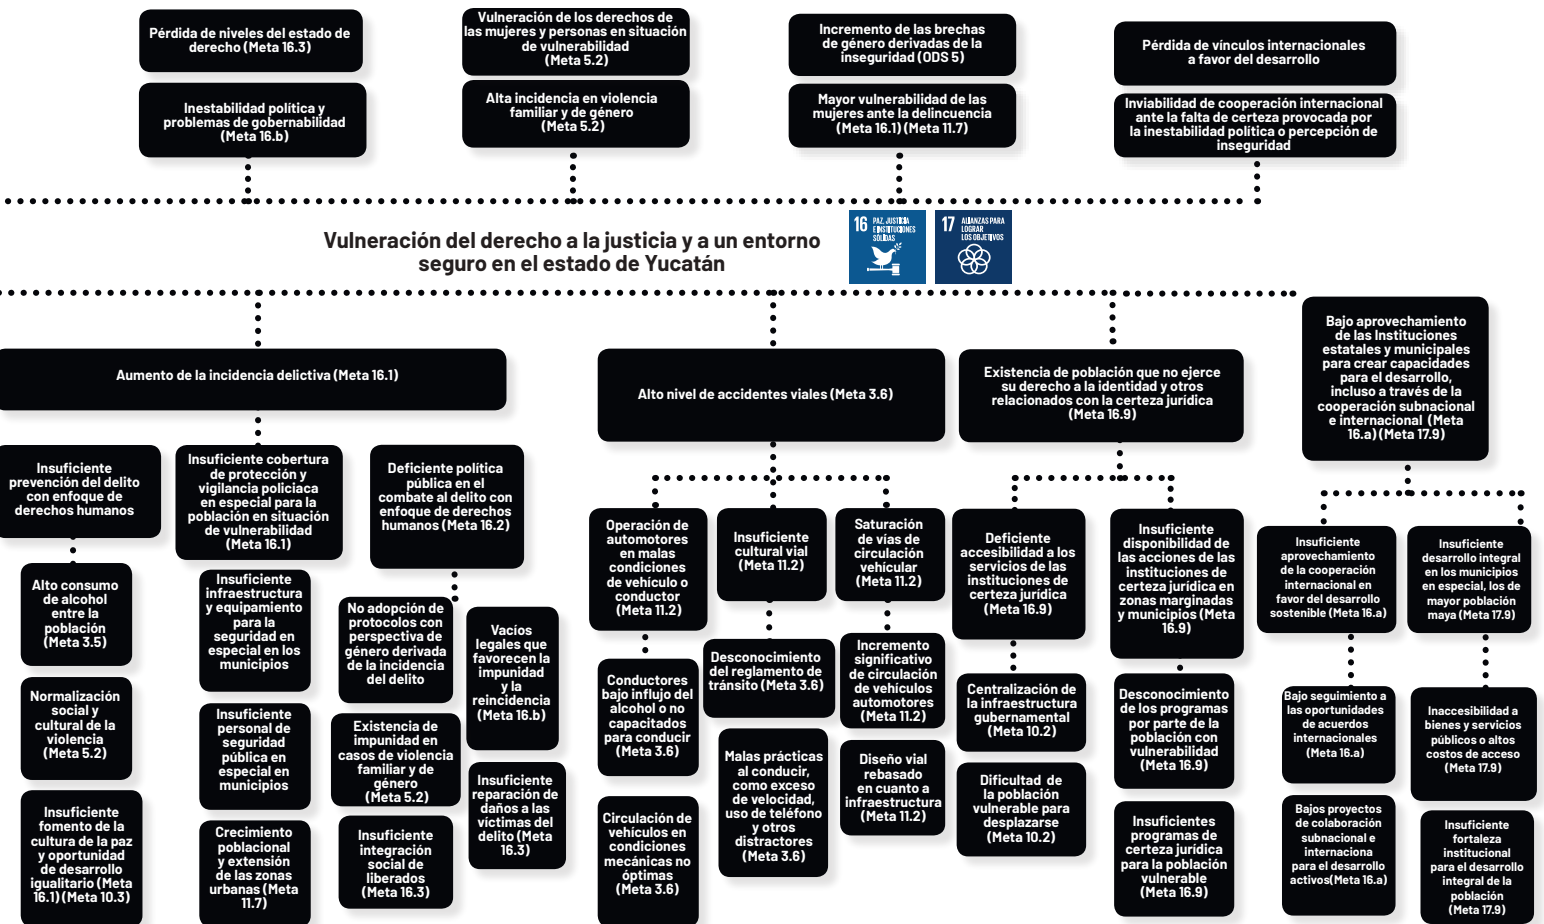 Pérdida de niveles del estado de
derecho (Meta 16.3)
Inestabilidad política y
problemas de gobernabilidad
(Meta 16.b)
Vulneración de los derechos de
las mujeres y personas en situación
de vulnerabilidad
(Meta 5.2)
Alta incidencia en violencia
familiar y de género
(Meta 5.2)
Incremento de las brechas
de género derivadas de la
inseguridad (ODS 5)
Mayor vulnerabilidad de las
mujeres ante la delincuencia
(Meta 16.1) (Meta 11.7)
Pérdida de vínculos internacionales
a favor del desarrollo
Inviabilidad de cooperación internacional
ante la falta de certeza provocada por
la inestabilidad política o percepción de
inseguridad
Vulneración del derecho a la justicia y a un entorno
seguro en el estado de Yucatán
16 PAZ, JUSTICIA
E INSTITUCIONES
SÓLIDAS
17 ALIANZAS PARA
LOGRAR
LOS OBJETIVOS
Aumento de la incidencia delictiva (Meta 16.1)
Alto nivel de accidentes viales (Meta 3.6)
Existencia de población que no ejerce
su derecho a la identidad y otros
relacionados con la certeza jurídica
(Meta 16.9)
Bajo aprovechamiento
de las Instituciones
estatales y municipales
para crear capacidades
para el desarrollo,
incluso a través de la
cooperación subnacional
e internacional (Meta
16.a) (Meta 17.9)
Insuficiente
prevención del delito
con enfoque de
derechos humanos
Alto consumo
de alcohol
entre la
población
(Meta 3.5)
Normalización
social y
cultural de la
violencia
(Meta 5.2)
Insuficiente
fomento de la
cultura de la paz
y oportunidad
de desarrollo
igualitario (Meta
16.1) (Meta 10.3)
Insuficiente cobertura
de protección y
vigilancia policiaca
en especial para la
población en situación
de vulnerabilidad
(Meta 16.1)
Insuficiente
infraestructura
y equipamiento
para la
seguridad en
especial en los
municipios
Insuficiente
personal de
seguridad
pública en
especial en
municipios
Crecimiento
poblacional
y extensión
de las zonas
urbanas (Meta
11.7)
Deficiente política
pública en el
combate al delito con
enfoque de derechos
humanos (Meta 16.2)
No adopción de
protocolos con
perspectiva de
género derivada
de la incidencia
del delito
Existencia de
impunidad en
casos de violencia
familiar y de
género
(Meta 5.2)
Insuficiente
integración
social de
liberados
(Meta 16.3)
Vacíos
legales que
favorecen la
impunidad
y la
reincidencia
(Meta 16.b)
Insuficiente
reparación de
daños a las
víctimas del
delito (Meta
16.3)
Operación de
automotores
en malas
condiciones
de vehículo o
conductor
(Meta 11.2)
Conductores
bajo influjo del
alcohol o no
capacitados
para conducir
(Meta 3.6)
Circulación de
vehículos en
condiciones
mecánicas no
óptimas
(Meta 3.6)
Insuficiente
cultural vial
(Meta 11.2)
Desconocimiento
del reglamento de
tránsito (Meta 3.6)
Malas prácticas
al conducir,
como exceso
de velocidad,
uso de teléfono
y otros
distractores
(Meta 3.6)
Saturación
de vías de
circulación
vehícular
(Meta 11.2)
Incremento
significativo
de circulación
de vehículos
automotores
(Meta 11.2)
Diseño vial
rebasado
en cuanto a
infraestructura
(Meta 11.2)
Deficiente
accesibilidad a los
servicios de las
instituciones de
certeza jurídica
(Meta 16.9)
Centralización de
la infraestructura
gubernamental
(Meta 10.2)
Dificultad de
la población
vulnerable para
desplazarse
(Meta 10.2)
Insuficiente
disponibilidad de
las acciones de las
instituciones de
certeza jurídica en
zonas marginadas
y municipios (Meta
16.9)
Desconocimiento
de los programas
por parte de la
población con
vulnerabilidad
(Meta 16.9)
Insuficientes
programas de
certeza jurídica
para la población
vulnerable
(Meta 16.9)
Insuficiente
aprovechamiento
de la cooperación
internacional en
favor del desarrollo
sostenible (Meta 16.a)
Bajo seguimiento a
las oportunidades
de acuerdos
internacionales
(Meta 16.a)
Bajos proyectos
de colaboración
subnacional e
internaciona
para el desarrollo
activos(Meta 16.a)
Insuficiente
desarrollo integral
en los municipios
en especial, los de
mayor población
maya (Meta 17.9)
Inaccesibilidad a
bienes y servicios
públicos o altos
costos de acceso
(Meta 17.9)
Insuficiente
fortaleza
institucional
para el desarrollo
integral de la
población
(Meta 17.9)